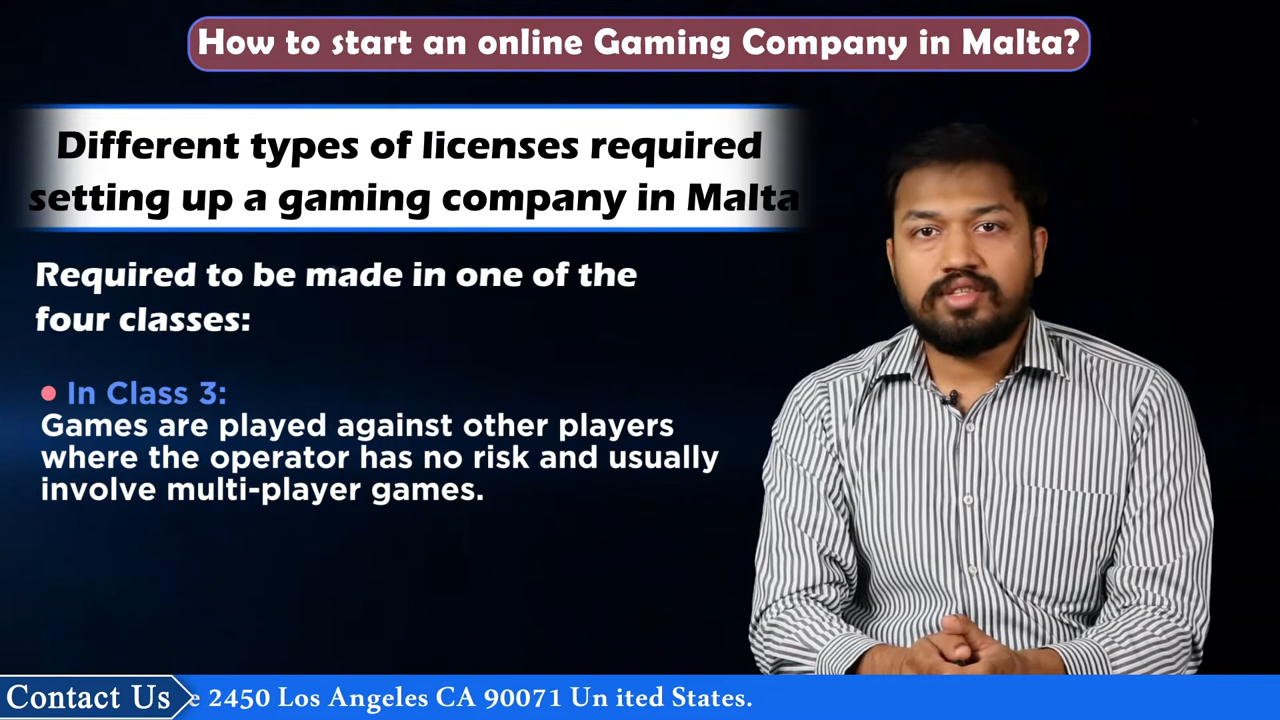 How to start an online Gaming Company in Malta?
Different types of licenses required
setting up a gaming company in Malta
Required to be made in one of the
four classes:
• In Class 3:
Games are played against other players
where the operator has no risk and usually
involve multi-player games.
Contact Us
2450 Los Angeles CA 90071 Un ited States.